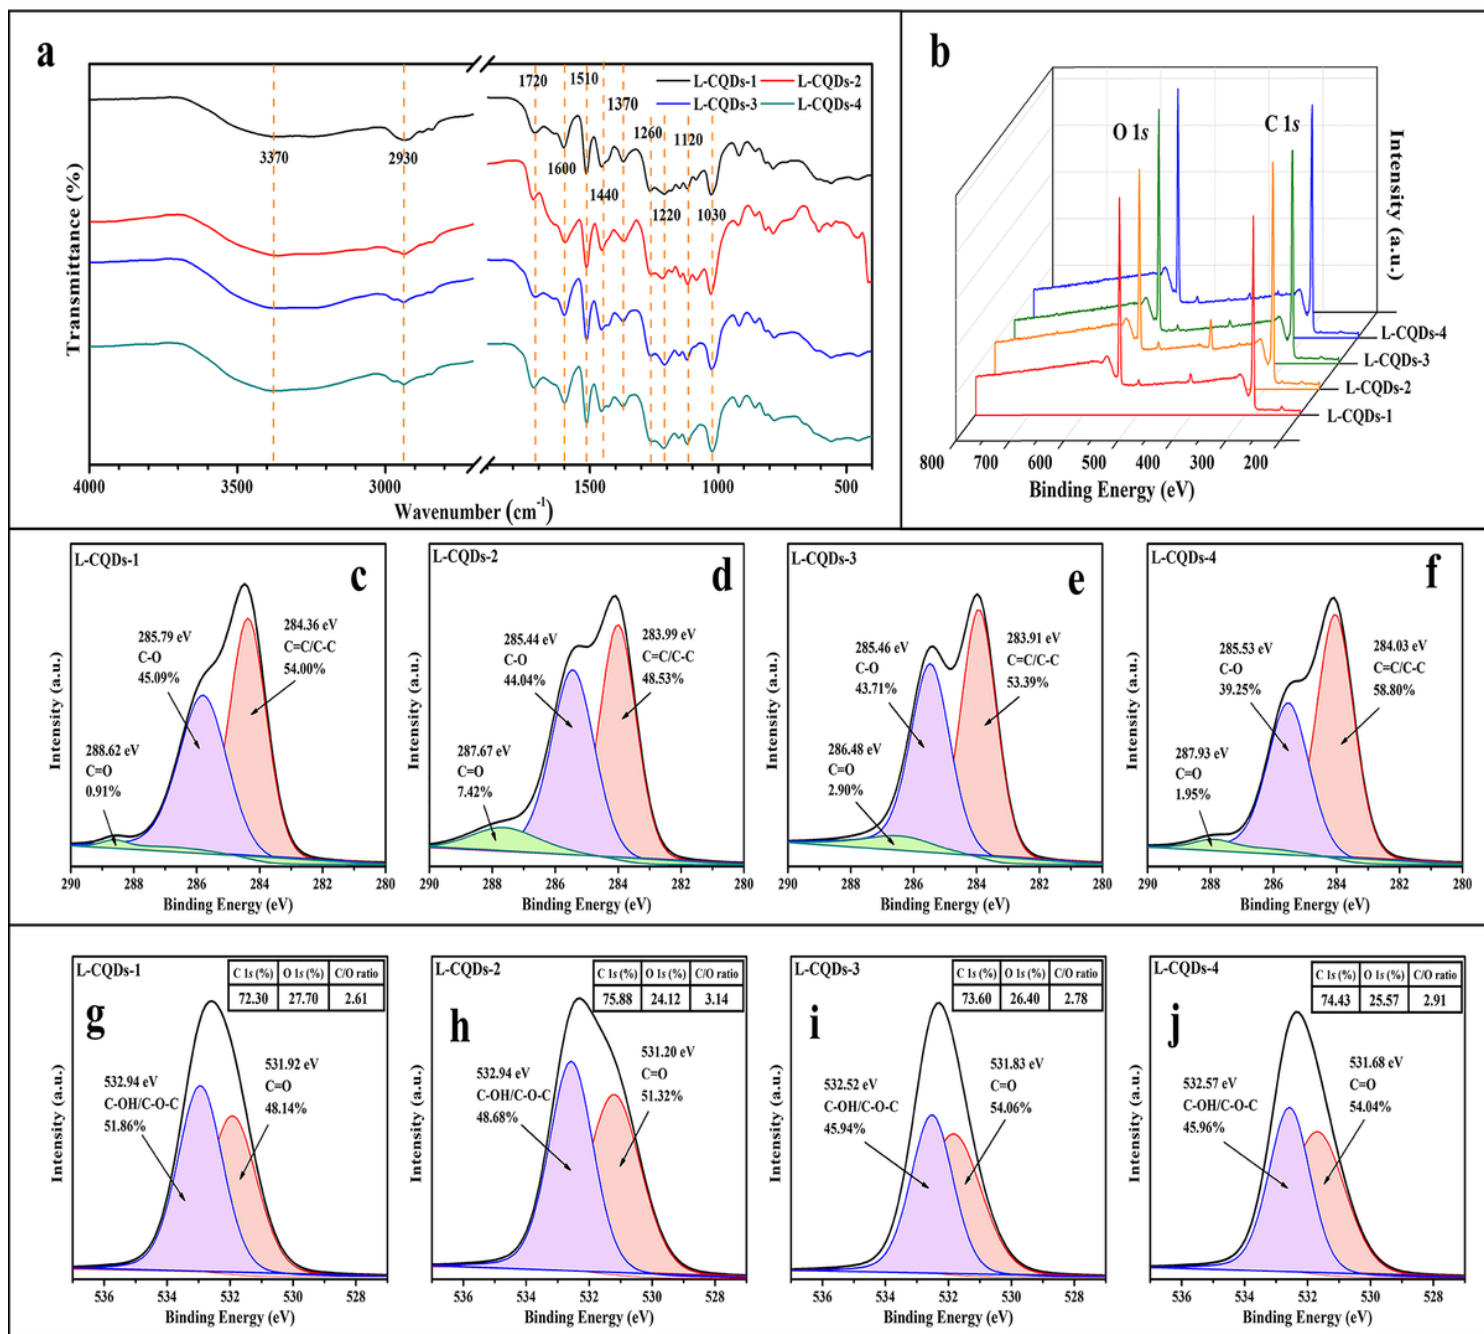 a
L-CQDs-1
L-CQDs-2
L-CQDs-3
L-CQDs-4
1720
1510
1370
1260
1120
3370
2930
1600
1440
1220
1030
Transmittance (%)
4000
3500
3000
1500
1000
500
Wavenumber (cm⁻¹)
b
O 1s
C 1s
Intensity (a.u.)
L-CQDs-4
L-CQDs-3
L-CQDs-2
L-CQDs-1
800
700
600
500
400
300
200
Binding Energy (eV)
L-CQDs-1
c
285.79 eV
C-O
45.09%
284.36 eV
C=C/C-C
54.00%
288.62 eV
C=O
0.91%
Intensity (a.u.)
290
288
286
284
282
280
Binding Energy (eV)
L-CQDs-2
d
285.44 eV
C-O
44.04%
283.99 eV
C=C/C-C
48.53%
287.67 eV
C=O
7.42%
Intensity (a.u.)
290
288
286
284
282
280
Binding Energy (eV)
L-CQDs-3
e
285.46 eV
C-O
43.71%
283.91 eV
C=C/C-C
53.39%
286.48 eV
C=O
2.90%
Intensity (a.u.)
290
288
286
284
282
280
Binding Energy (eV)
L-CQDs-4
f
285.53 eV
C-O
39.25%
284.03 eV
C=C/C-C
58.80%
287.93 eV
C=O
1.95%
Intensity (a.u.)
290
288
286
284
282
280
Binding Energy (eV)
L-CQDs-1
C 1s (%) O 1s (%) C/O ratio
72.30 27.70 2.61
g
532.94 eV
C-OH/C-O-C
51.86%
531.92 eV
C=O
48.14%
Intensity (a.u.)
536
534
532
530
528
Binding Energy (eV)
L-CQDs-2
C 1s (%) O 1s (%) C/O ratio
75.88 24.12 3.14
h
532.94 eV
C-OH/C-O-C
48.68%
531.20 eV
C=O
51.32%
Intensity (a.u.)
536
534
532
530
528
Binding Energy (eV)
L-CQDs-3
C 1s (%) O 1s (%) C/O ratio
73.60 26.40 2.78
i
532.52 eV
C-OH/C-O-C
45.94%
531.83 eV
C=O
54.06%
Intensity (a.u.)
536
534
532
530
528
Binding Energy (eV)
L-CQDs-4
C 1s (%) O 1s (%) C/O ratio
74.43 25.57 2.91
j
532.57 eV
C-OH/C-O-C
45.96%
531.68 eV
C=O
54.04%
Intensity (a.u.)
536
534
532
530
528
Binding Energy (eV)